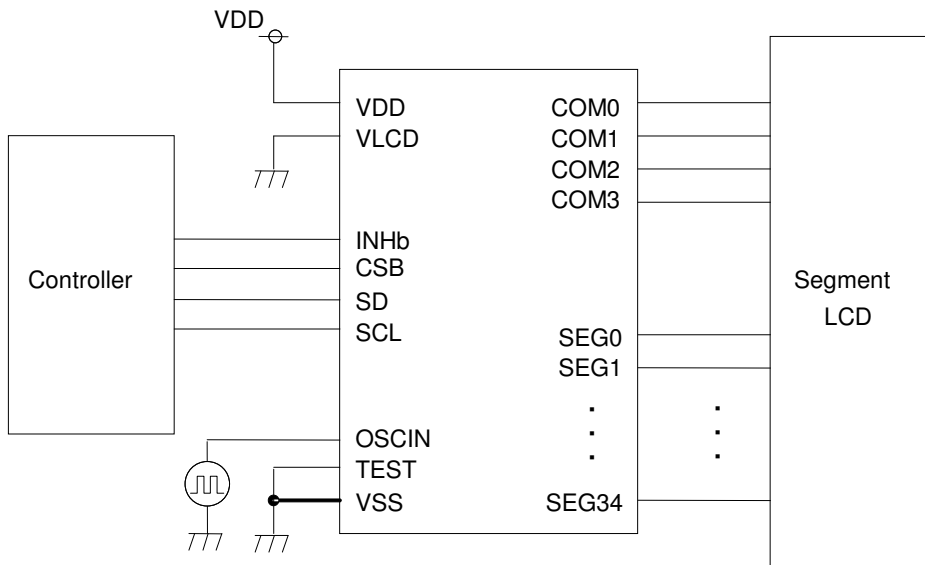 VDD
VDD
VLCD
INHb
CSB
SD
SCL
OSCIN
TEST
VSS
COM0
COM1
COM2
COM3
SEG0
SEG1
SEG34
Controller
Segment
LCD